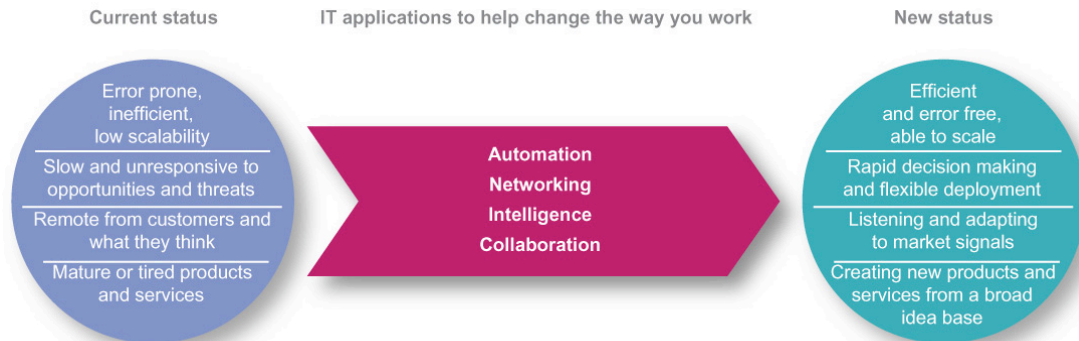 Current status
IT applications to help change the way you work
New status
Error prone,
inefficient,
low scalability
Slow and unresponsive to
opportunities and threats
Remote from customers and
what they think
Mature or tired products
and services
Automation
Networking
Intelligence
Collaboration
Efficient
and error free,
able to scale
Rapid decision making
and flexible deployment
Listening and adapting
to market signals
Creating new products and
services from a broad
idea base